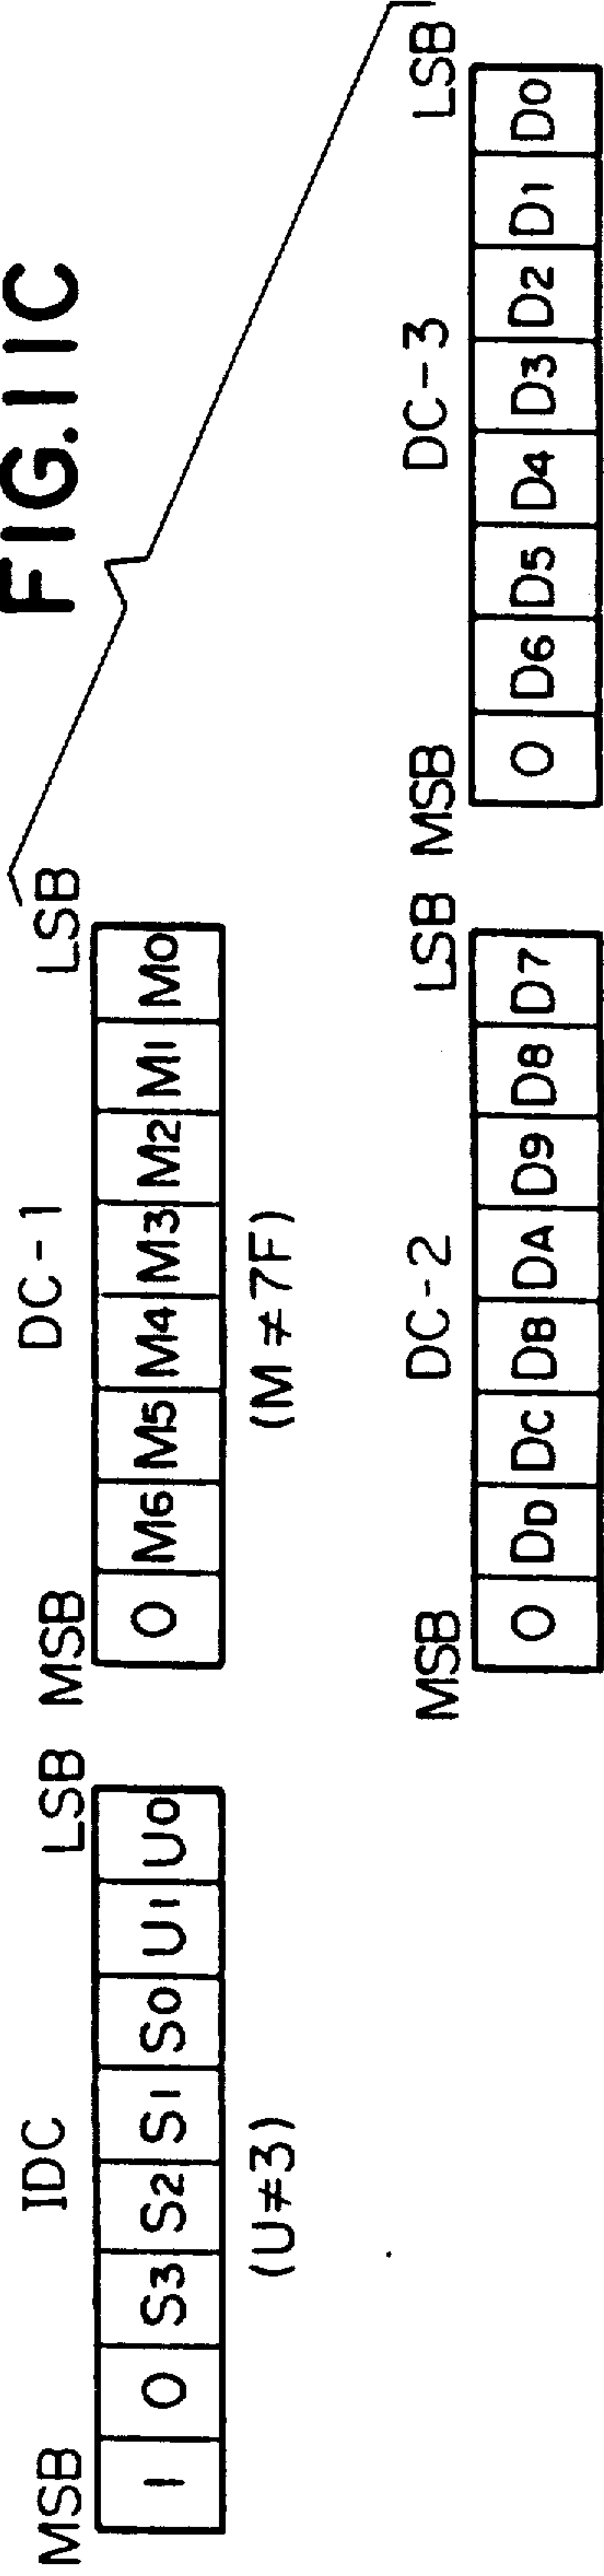 FIG.11C
IDC
MSB LSB
1 0 S3 S2 S1 S0 U1 U0
(U≠3)
DC-1
MSB LSB
0 M6 M5 M4 M3 M2 M1 M0
(M≠7F)
DC-2
MSB LSB
0 DD DC DB DA D9 D8 D7
DC-3
MSB LSB
0 D6 D5 D4 D3 D2 D1 D0